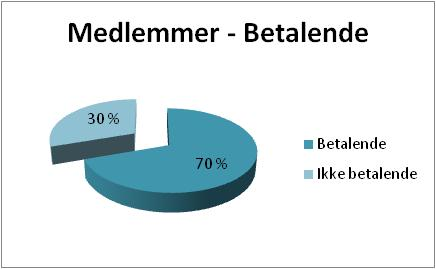 Medlemmer - Betalende
30 %
70 %
Betalende
Ikke betalende